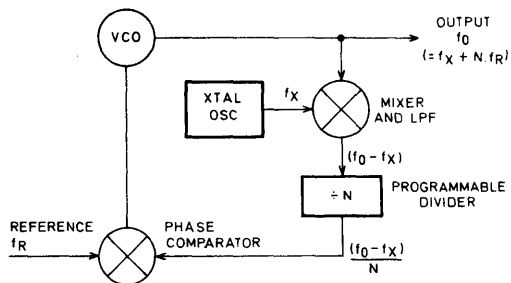 VCO
OUTPUT
f0
(= fX + N. fR)
XTAL
OSC
fX
MIXER
AND LPF
(f0 - fX)
÷ N
PROGRAMMABLE
DIVIDER
REFERENCE
fR
PHASE
COMPARATOR
(f0 - fX)
N